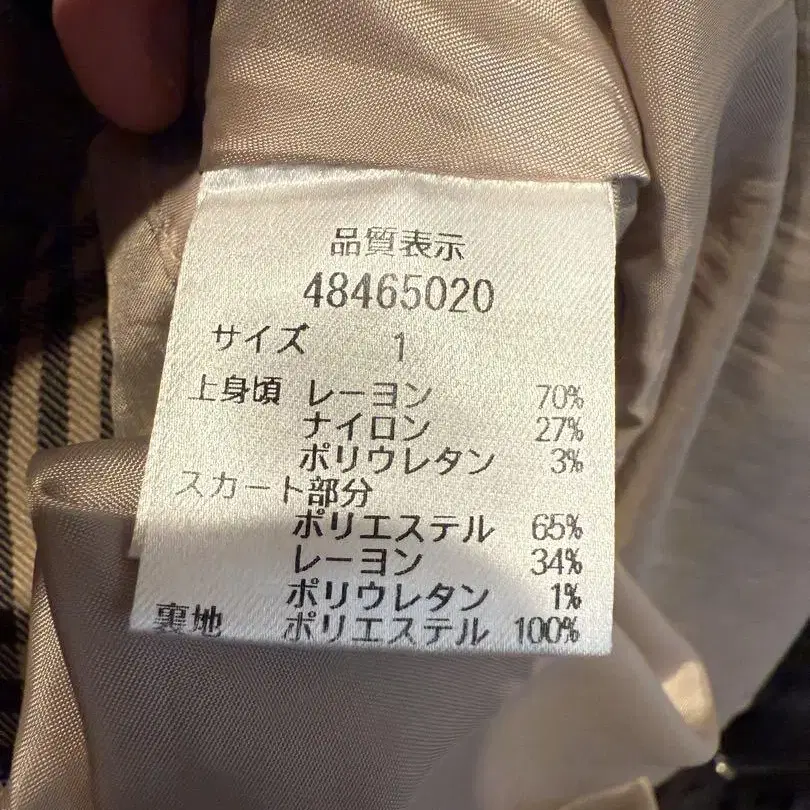 品質表示
48465020
サイズ 1
上身頃 レーヨン 70%
ナイロン 27%
ポリウレタン 3%
スカート部分
ポリエステル 65%
レーヨン 34%
ポリウレタン 1%
裏地 ポリエステル 100%